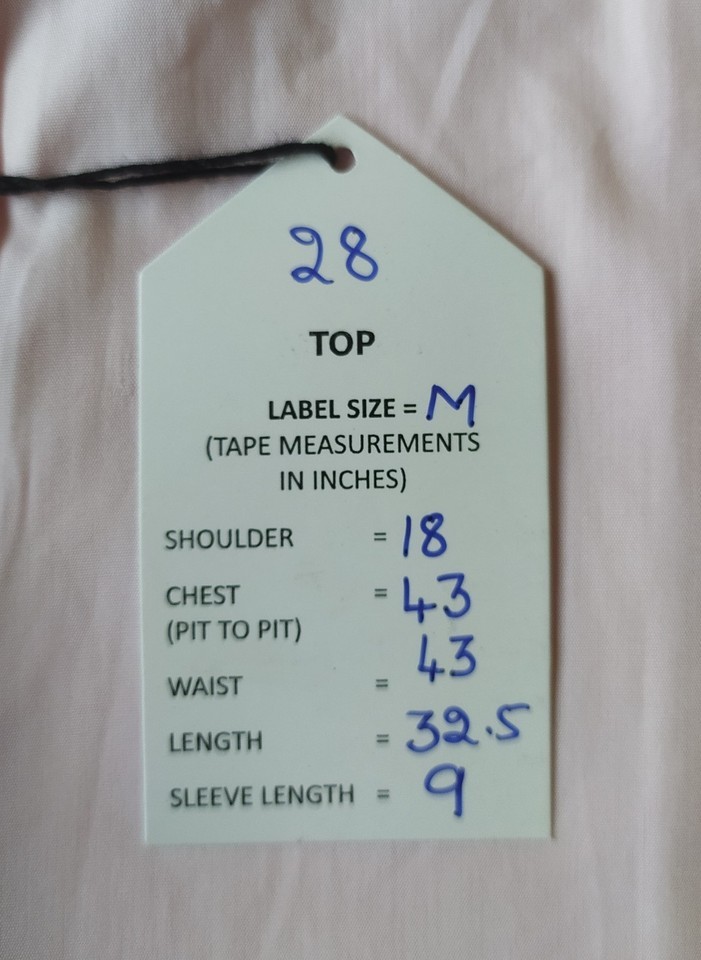 28
TOP
LABEL SIZE = M
(TAPE MEASUREMENTS
IN INCHES)
SHOULDER = 18
CHEST = 43
(PIT TO PIT)
WAIST = 43
LENGTH = 32.5
SLEEVE LENGTH = 9